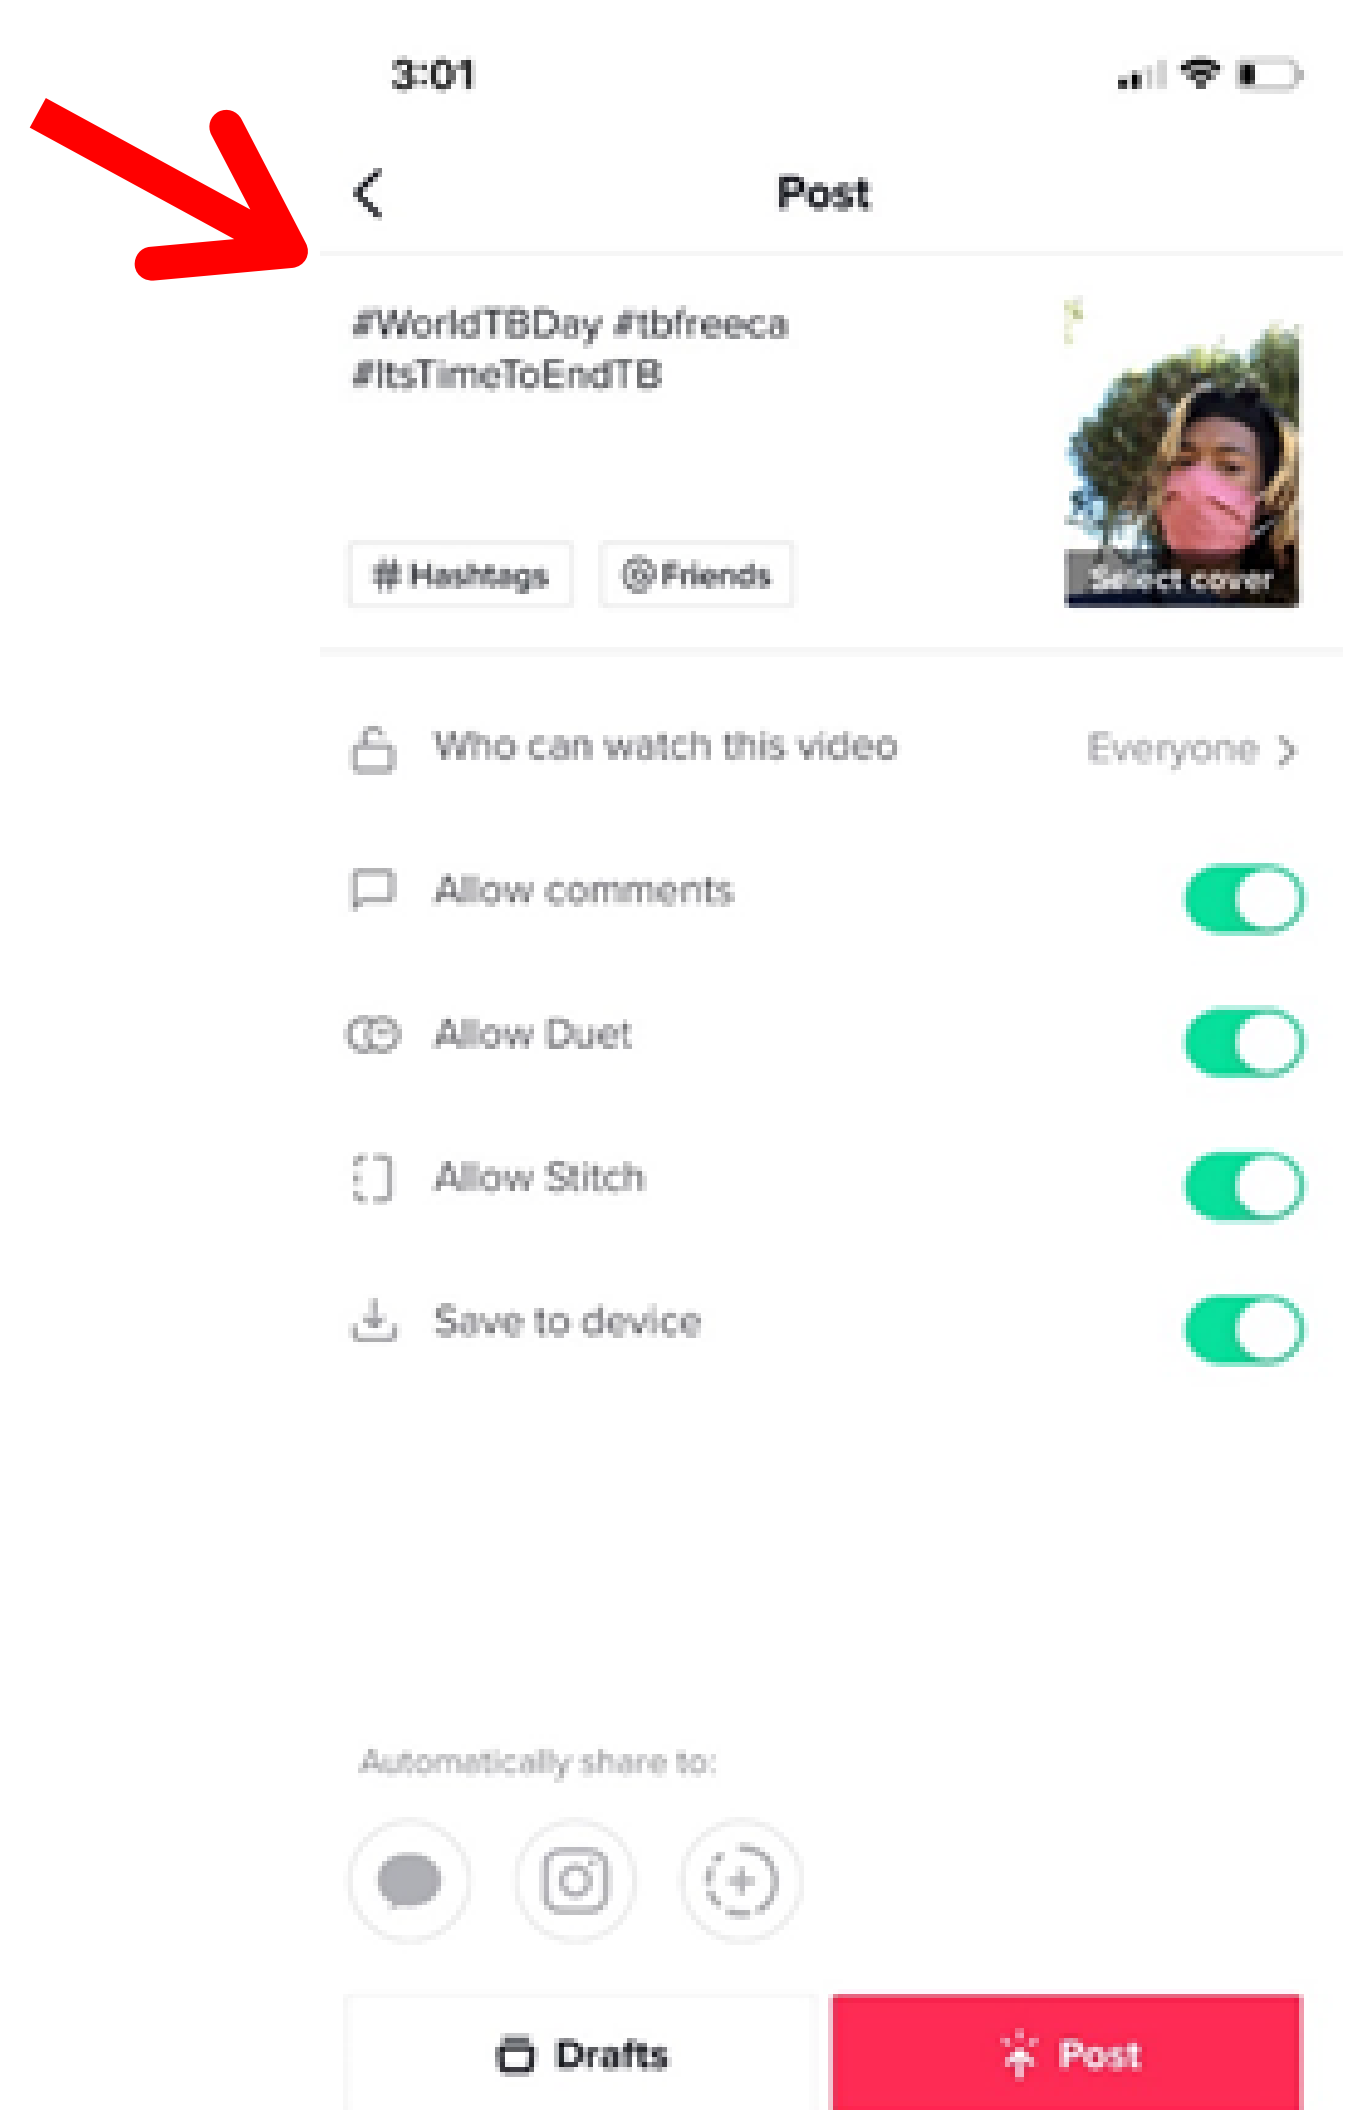 3:01
Post
#WorldTBDay #tbfreeca
#ItsTimeToEndTB
# Hashtags
@ Friends
Select cover
Who can watch this video
Everyone >
Allow comments
Allow Duet
Allow Stitch
Save to device
Automatically share to:
Drafts
Post